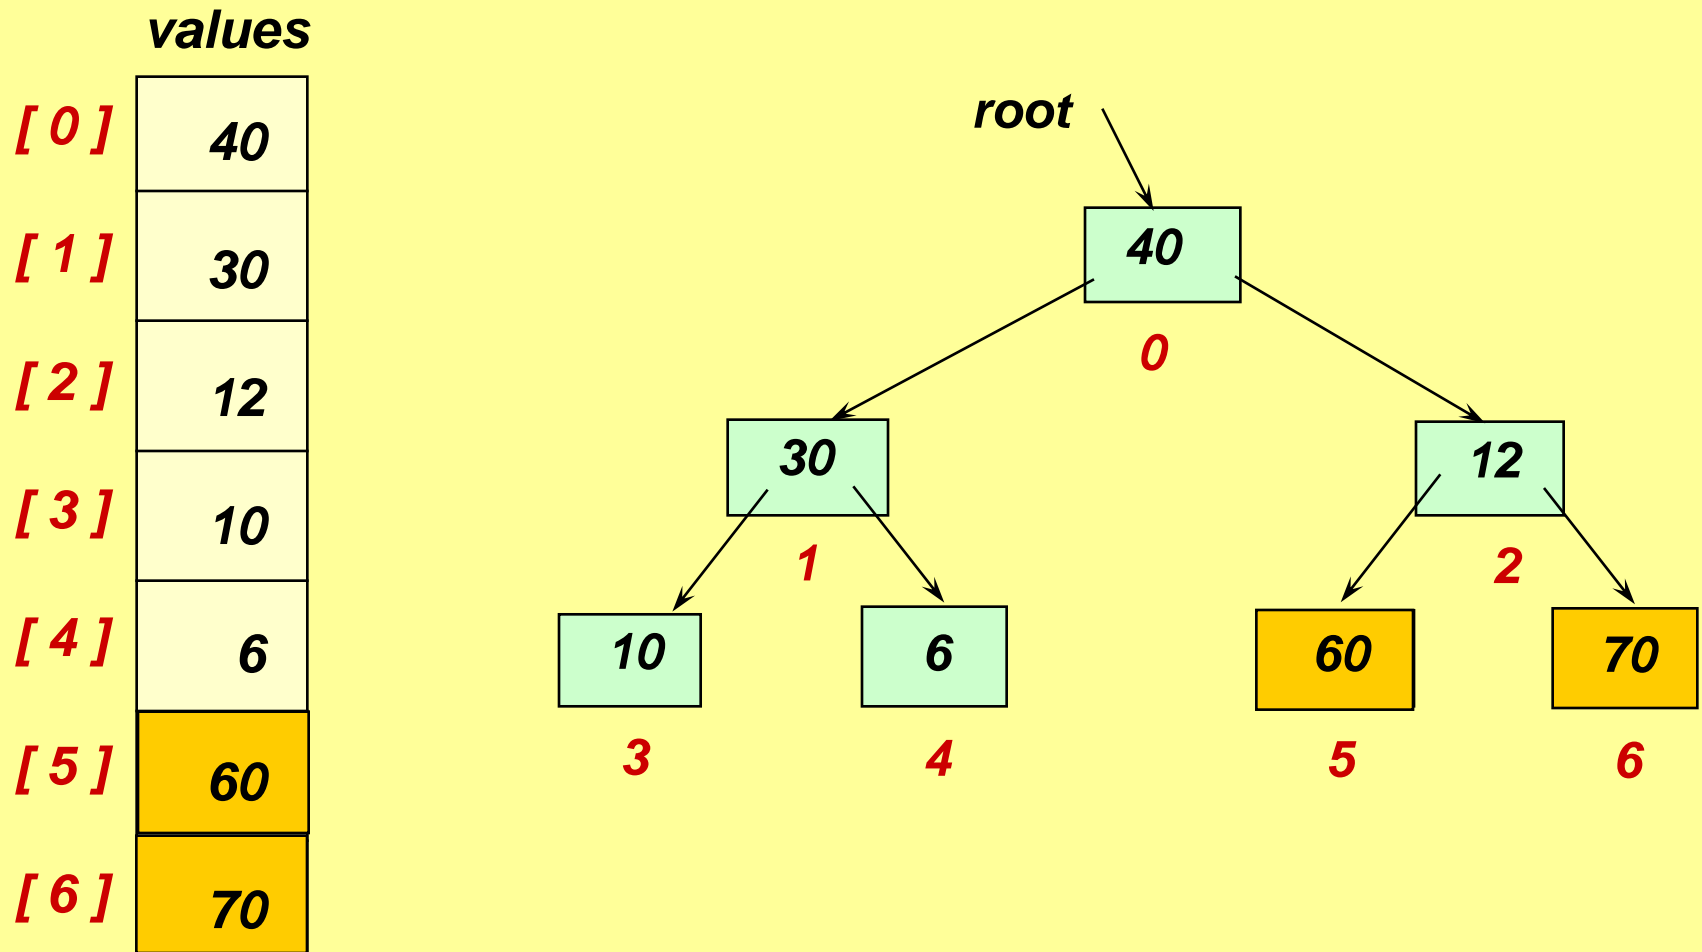 values
[ 0 ] 40
[ 1 ] 30
[ 2 ] 12
[ 3 ] 10
[ 4 ] 6
[ 5 ] 60
[ 6 ] 70
root
40
0
30 12
1 2
10 6 60 70
3 4 5 6